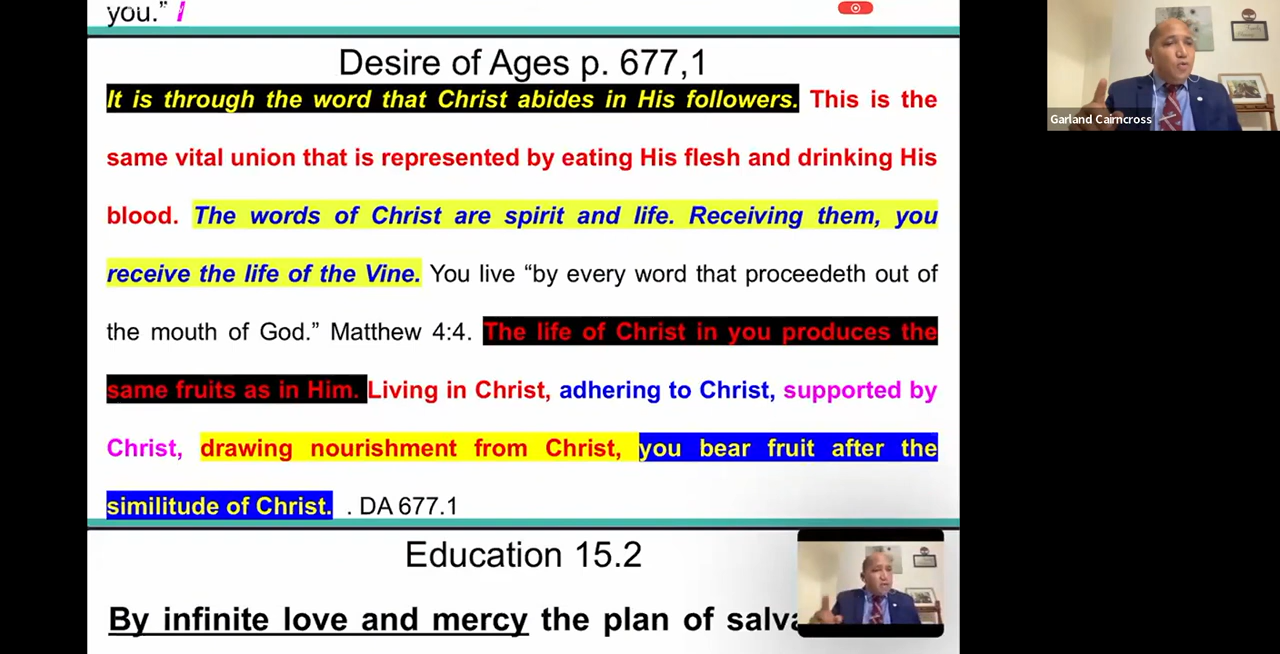 you.”
Desire of Ages p. 677,1
It is through the word that Christ abides in His followers. This is the
same vital union that is represented by eating His flesh and drinking His
blood. The words of Christ are spirit and life. Receiving them, you
receive the life of the Vine. You live “by every word that proceedeth out of
the mouth of God.” Matthew 4:4. The life of Christ in you produces the
same fruits as in Him. Living in Christ, adhering to Christ, supported by
Christ, drawing nourishment from Christ, you bear fruit after the
similitude of Christ. . DA 677.1
Education 15.2
By infinite love and mercy the plan of salva
Garland Cairncross